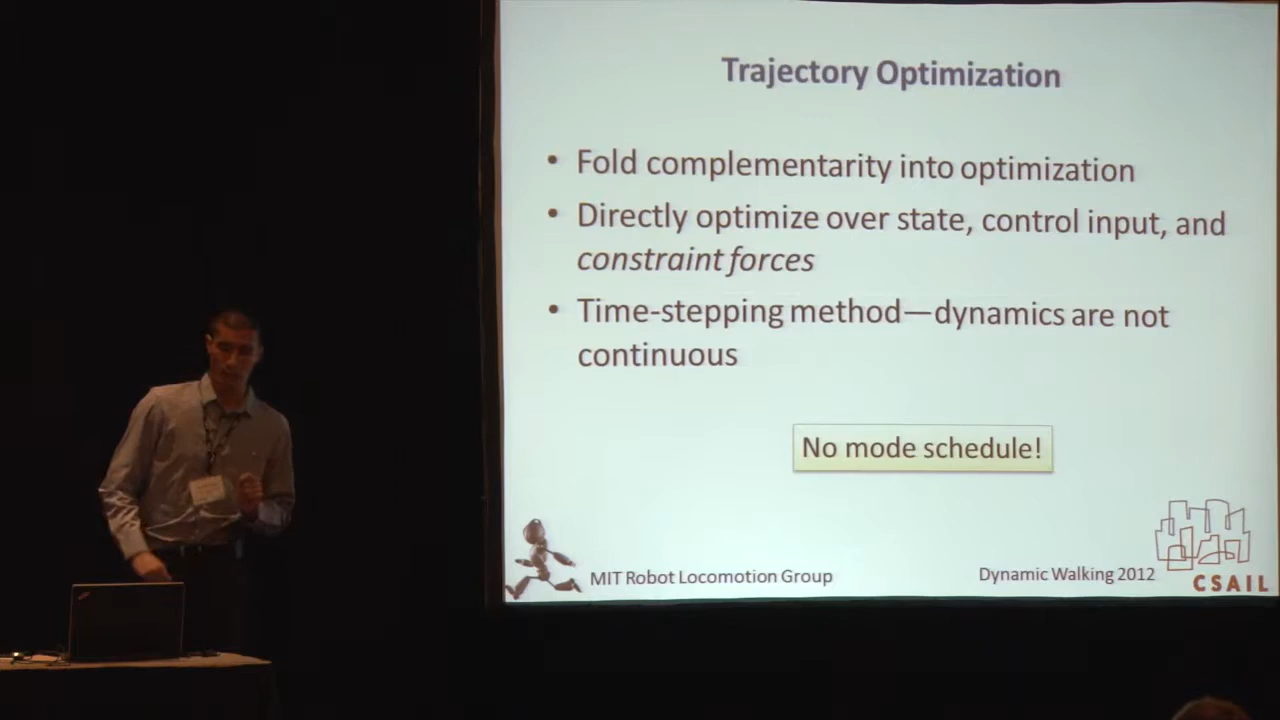 Trajectory Optimization
• Fold complementarity into optimization
• Directly optimize over state, control input, and
constraint forces
• Time-stepping method—dynamics are not
continuous
No mode schedule!
MIT Robot Locomotion Group
Dynamic Walking 2012
CSAIL